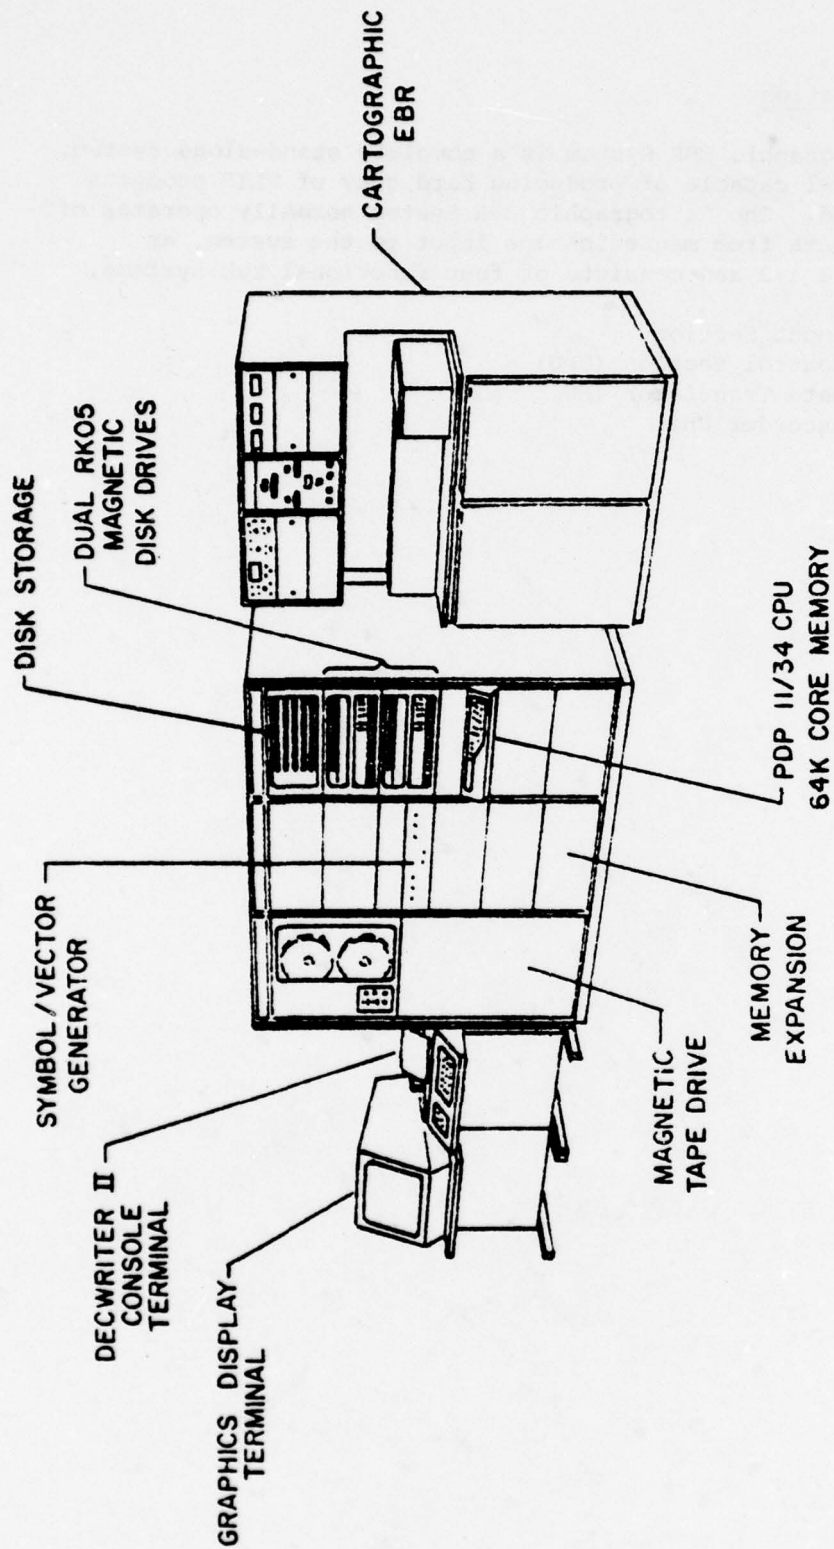 GRAPHICS DISPLAY
TERMINAL
DECWRITER II
CONSOLE
TERMINAL
SYMBOL/VECTOR
GENERATOR
DISK STORAGE
DUAL RK05
MAGNETIC
DISK DRIVES
CARTOGRAPHIC
EBR
MAGNETIC
TAPE DRIVE
MEMORY
EXPANSION
PDP 11/34 CPU
64K CORE MEMORY